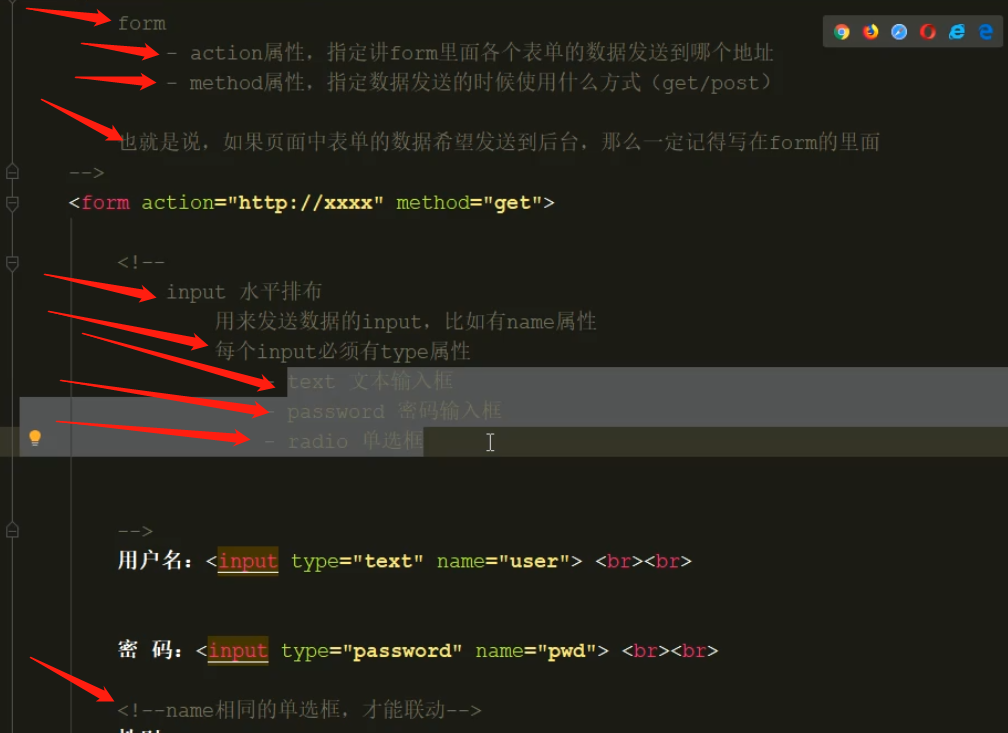 form
- action属性，指定讲form里面各个表单的数据发送到哪个地址
- method属性，指定数据发送的时候使用什么方式（get/post）
也就是说，如果页面中表单的数据希望发送到后台，那么一定记得写在form的里面
-->
<form action="http://xxxx" method="get">
<!--
input 水平排布
用来发送数据的input，比如有name属性
每个input必须有type属性
- text 文本输入框
- password 密码输入框
- radio 单选框
-->
用户名：<input type="text" name="user"> <br><br>
密 码：<input type="password" name="pwd"> <br><br>
<!--name相同的单选框，才能联动-->